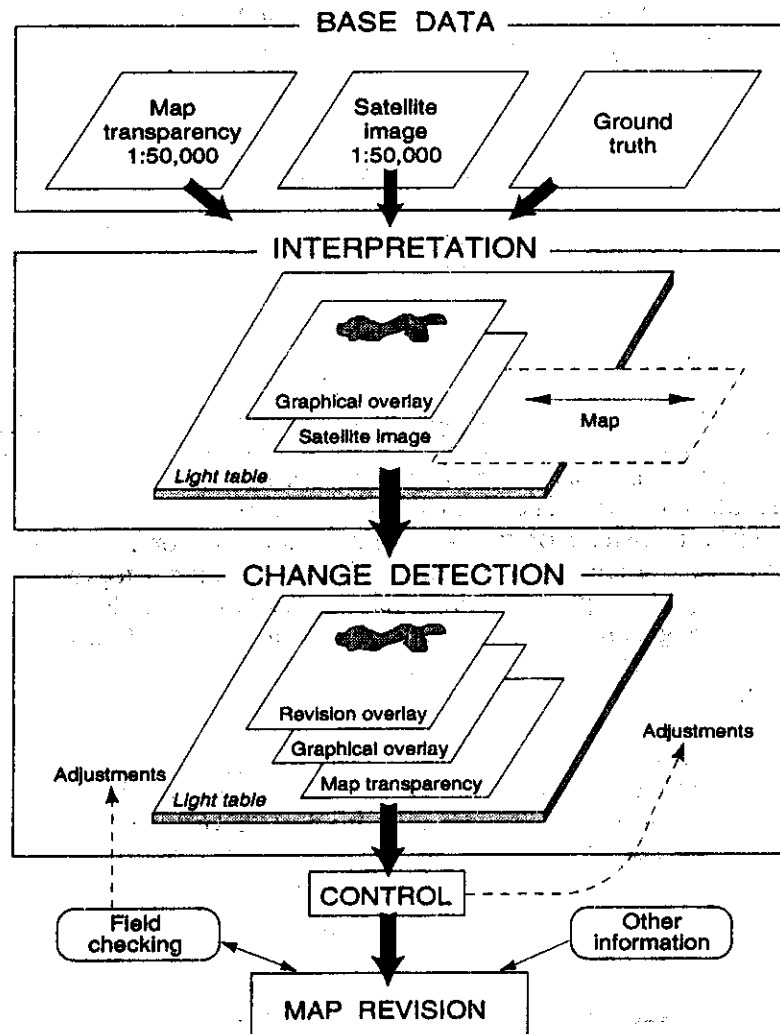 BASE DATA
Map
transparency
1:50,000
Satellite
image
1:50,000
Ground
truth
INTERPRETATION
Graphical overlay
Satellite image
Map
Light table
CHANGE DETECTION
Revision overlay
Graphical overlay
Map transparency
Light table
Adjustments
Adjustments
CONTROL
Field
checking
Other
information
MAP REVISION